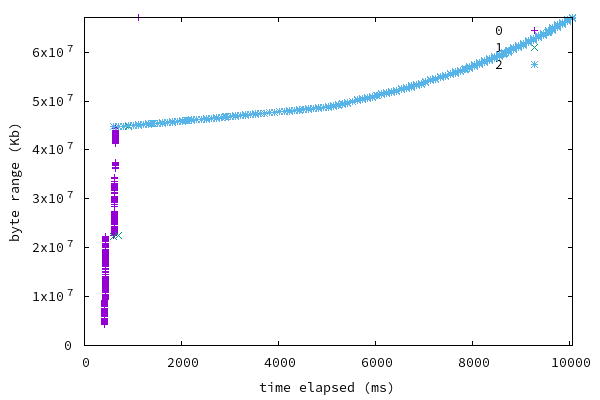 0
1
2
6x10^7
5x10^7
4x10^7
3x10^7
2x10^7
1x10^7
0
byte range (Kb)
0 2000 4000 6000 8000 10000
time elapsed (ms)